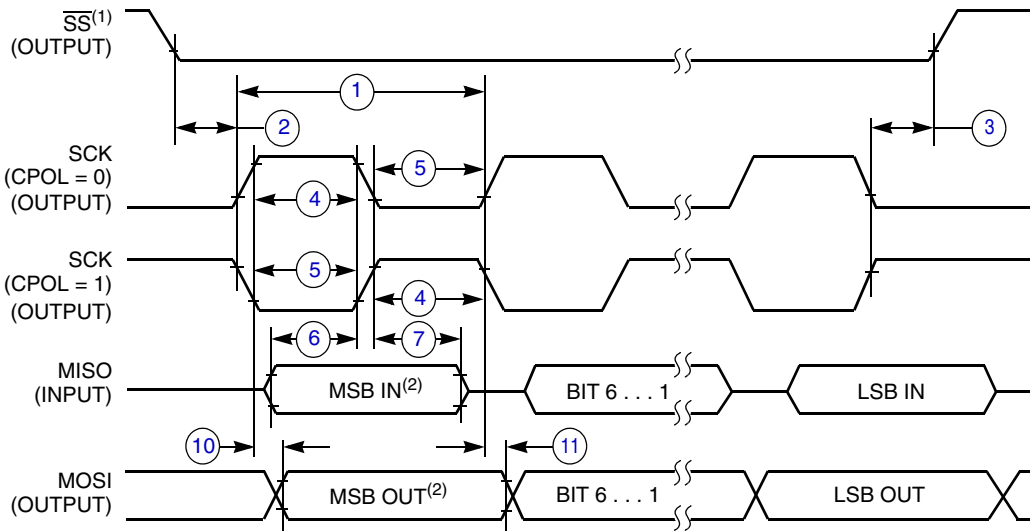 SS(1)
(OUTPUT)
1
2
3
SCK
(CPOL = 0)
(OUTPUT)
5
4
SCK
(CPOL = 1)
(OUTPUT)
5
4
6
7
MISO
(INPUT)
MSB IN(2)
BIT 6 . . . 1
LSB IN
10
11
MOSI
(OUTPUT)
MSB OUT(2)
BIT 6 . . . 1
LSB OUT